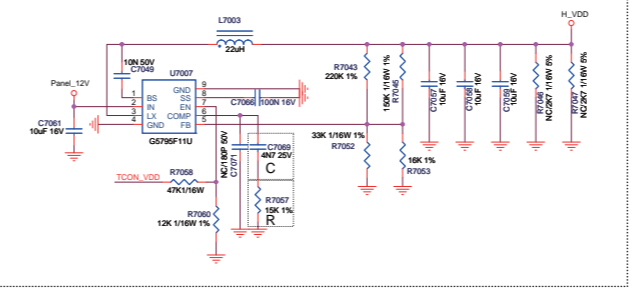 L7003
22uH
H_VDD
10N 50V
C7049
Panel_12V
U7007
1 BS
2 IN
3 LX
4 GND
GND 9
SS 8
EN 7
COMP 6
FB 5
G5795F11U
C7061
10uF 16V
C7066 100N 16V
R7043
220K 1%
150K 1/16W 1%
R7045
C7057
10uF 16V
C7058
10uF 16V
C7059
10uF 16V
R7046
NC/2K7 1/16W 5%
R7047
NC/2K7 1/16W 5%
33K 1/16W 1%
R7052
16K 1%
R7053
NC/180P 50V
C7071
C7069
4N7 25V
C
R7057
15K 1%
R
TCON_VDD
R7058
47K1/16W
R7060
12K 1/16W 1%